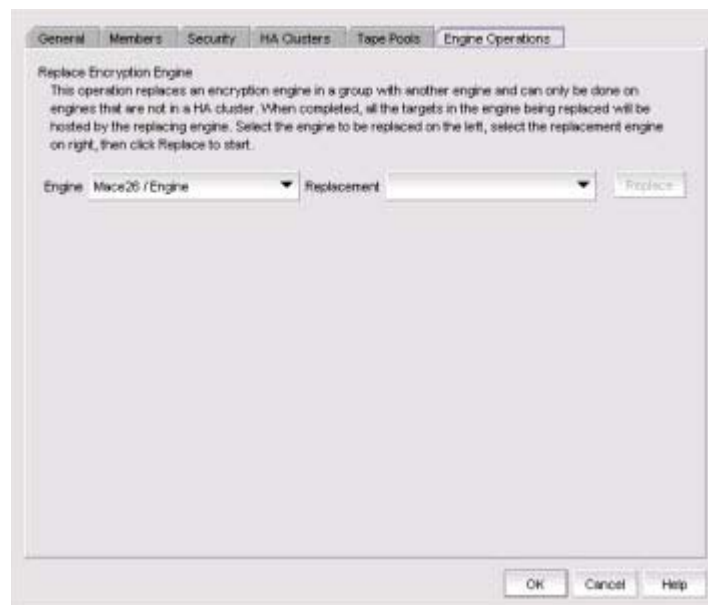 General Members Security HA Clusters Tape Pools Engine Operations
Replace Encryption Engine
This operation replaces an encryption engine in a group with another engine and can only be done on
engines that are not in a HA cluster. When completed, all the targets in the engine being replaced will be
hosted by the replacing engine. Select the engine to be replaced on the left, select the replacement engine
on right, then click Replace to start.
Engine Mace26 / Engine Replacement Replace
OK Cancel Help